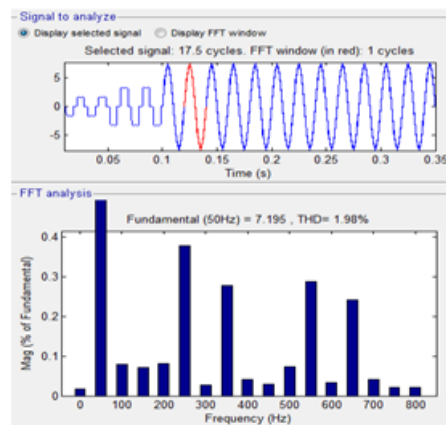 Signal to analyze
Display selected signal Display FFT window
Selected signal: 17.5 cycles. FFT window (in red): 1 cycles
5
0
-5
0.05 0.1 0.15 0.2 0.25 0.3 0.35
Time (s)
FFT analysis
Fundamental (50Hz) = 7.195 , THD= 1.98%
0.4
0.3
0.2
0.1
0
Mag (% of Fundamental)
0 100 200 300 400 500 600 700 800
Frequency (Hz)